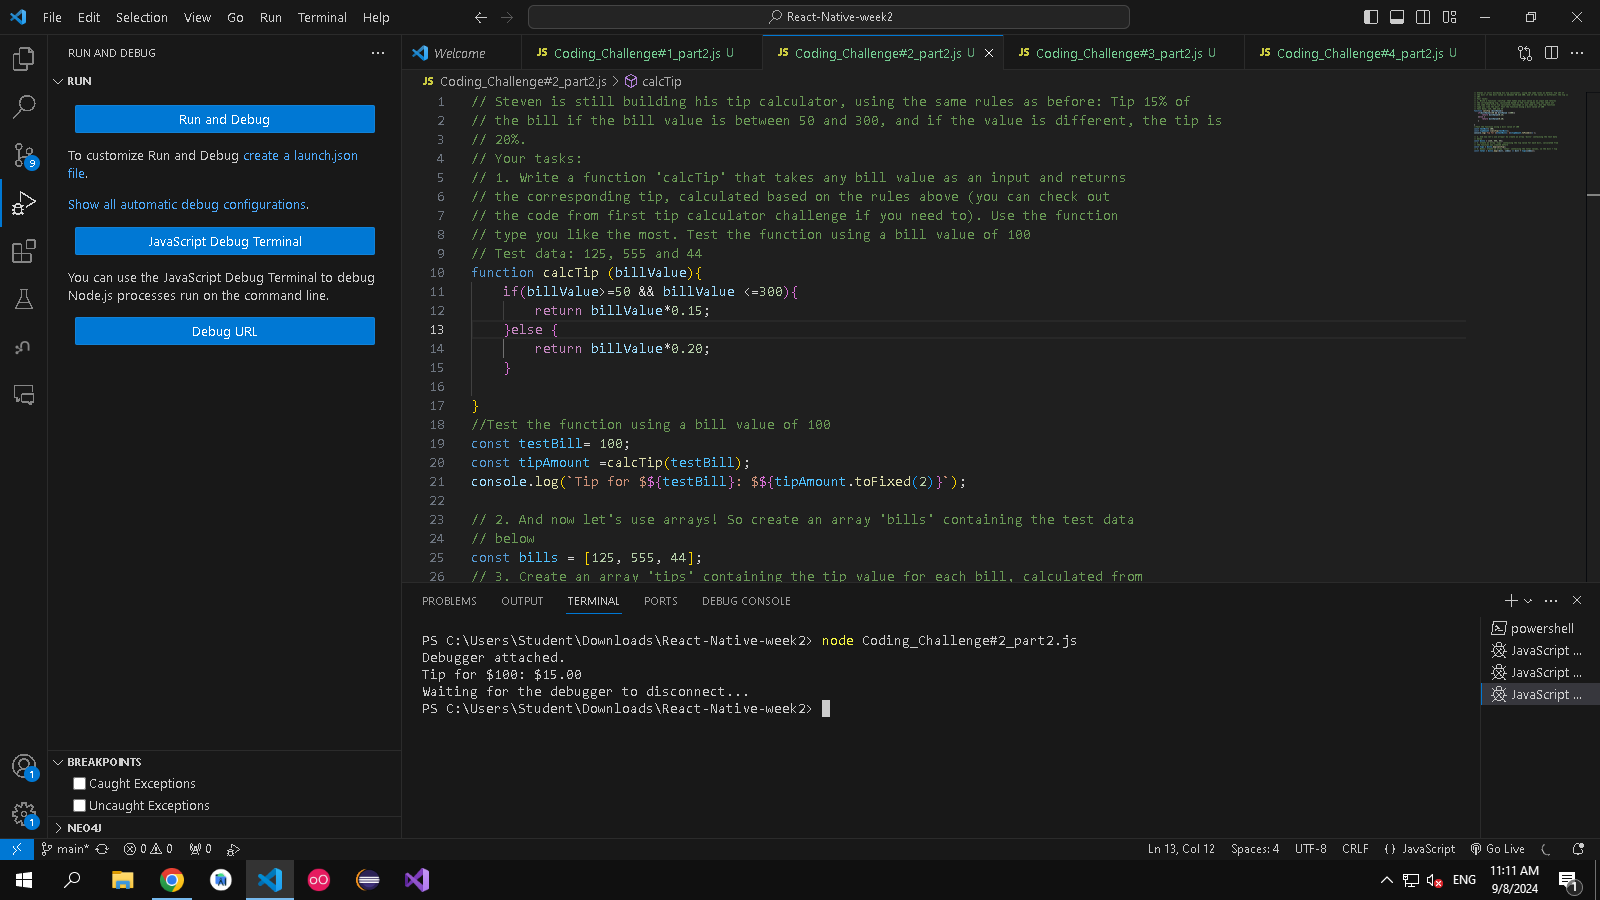 File Edit Selection View Go Run Terminal Help
React-Native-week2
RUN AND DEBUG
RUN
Run and Debug
To customize Run and Debug create a launch.json
file.
Show all automatic debug configurations.
JavaScript Debug Terminal
You can use the JavaScript Debug Terminal to debug
Node.js processes run on the command line.
Debug URL
BREAKPOINTS
Caught Exceptions
Uncaught Exceptions
NEO4J
9
1
1
Welcome
JS Coding_Challenge#1_part2.js U
JS Coding_Challenge#2_part2.js U
JS Coding_Challenge#3_part2.js U
JS Coding_Challenge#4_part2.js U
JS Coding_Challenge#2_part2.js > calcTip
1 // Steven is still building his tip calculator, using the same rules as before: Tip 15% of
2 // the bill if the bill value is between 50 and 300, and if the value is different, the tip is
3 // 20%.
4 // Your tasks:
5 // 1. Write a function 'calcTip' that takes any bill value as an input and returns
6 // the corresponding tip, calculated based on the rules above (you can check out
7 // the code from first tip calculator challenge if you need to). Use the function
8 // type you like the most. Test the function using a bill value of 100
9 // Test data: 125, 555 and 44
10 function calcTip (billValue){
11 if(billValue>=50 && billValue <=300){
12 return billValue*0.15;
13 }else {
14 return billValue*0.20;
15 }
16
17 }
18 //Test the function using a bill value of 100
19 const testBill= 100;
20 const tipAmount =calcTip(testBill);
21 console.log(`Tip for $${testBill}: $${tipAmount.toFixed(2)}`);
22
23 // 2. And now let's use arrays! So create an array 'bills' containing the test data
24 // below
25 const bills = [125, 555, 44];
26 // 3. Create an array 'tips' containing the tip value for each bill, calculated from
PROBLEMS OUTPUT TERMINAL PORTS DEBUG CONSOLE
PS C:\Users\Student\Downloads\React-Native-week2> node Coding_Challenge#2_part2.js
Debugger attached.
Tip for $100: $15.00
Waiting for the debugger to disconnect...
PS C:\Users\Student\Downloads\React-Native-week2>
powershell
JavaScript ...
JavaScript ...
JavaScript ...
main* 0 0 0
Ln 13, Col 12 Spaces: 4 UTF-8 CRLF {} JavaScript Go Live
ENG
11:11 AM
9/8/2024
1